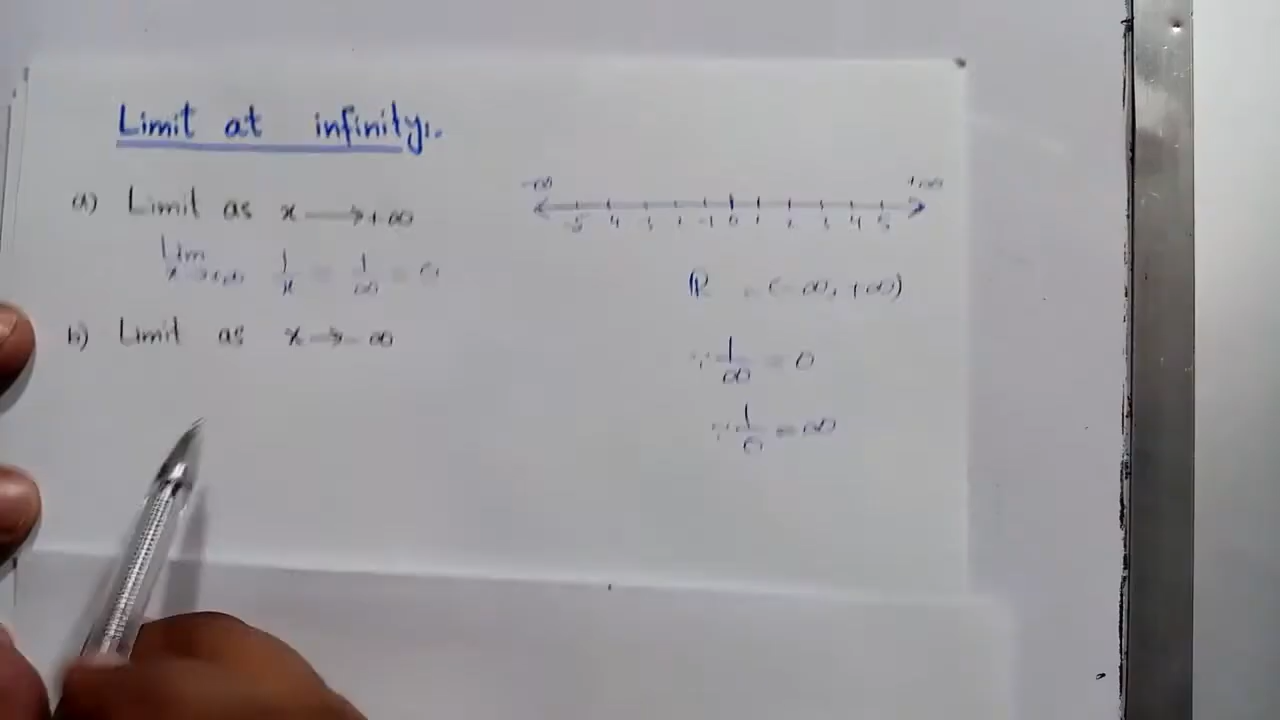 Limit at infinity:.
a) Limit as x → +∞
lim x→+∞ 1/x = 1/∞ = 0
b) Limit as x → -∞
-∞ +∞
-5 4 3 2 -1 0 1 2 3 4 5
R = (-∞, +∞)
∵ 1/∞ = 0
∵ 1/0 = ∞